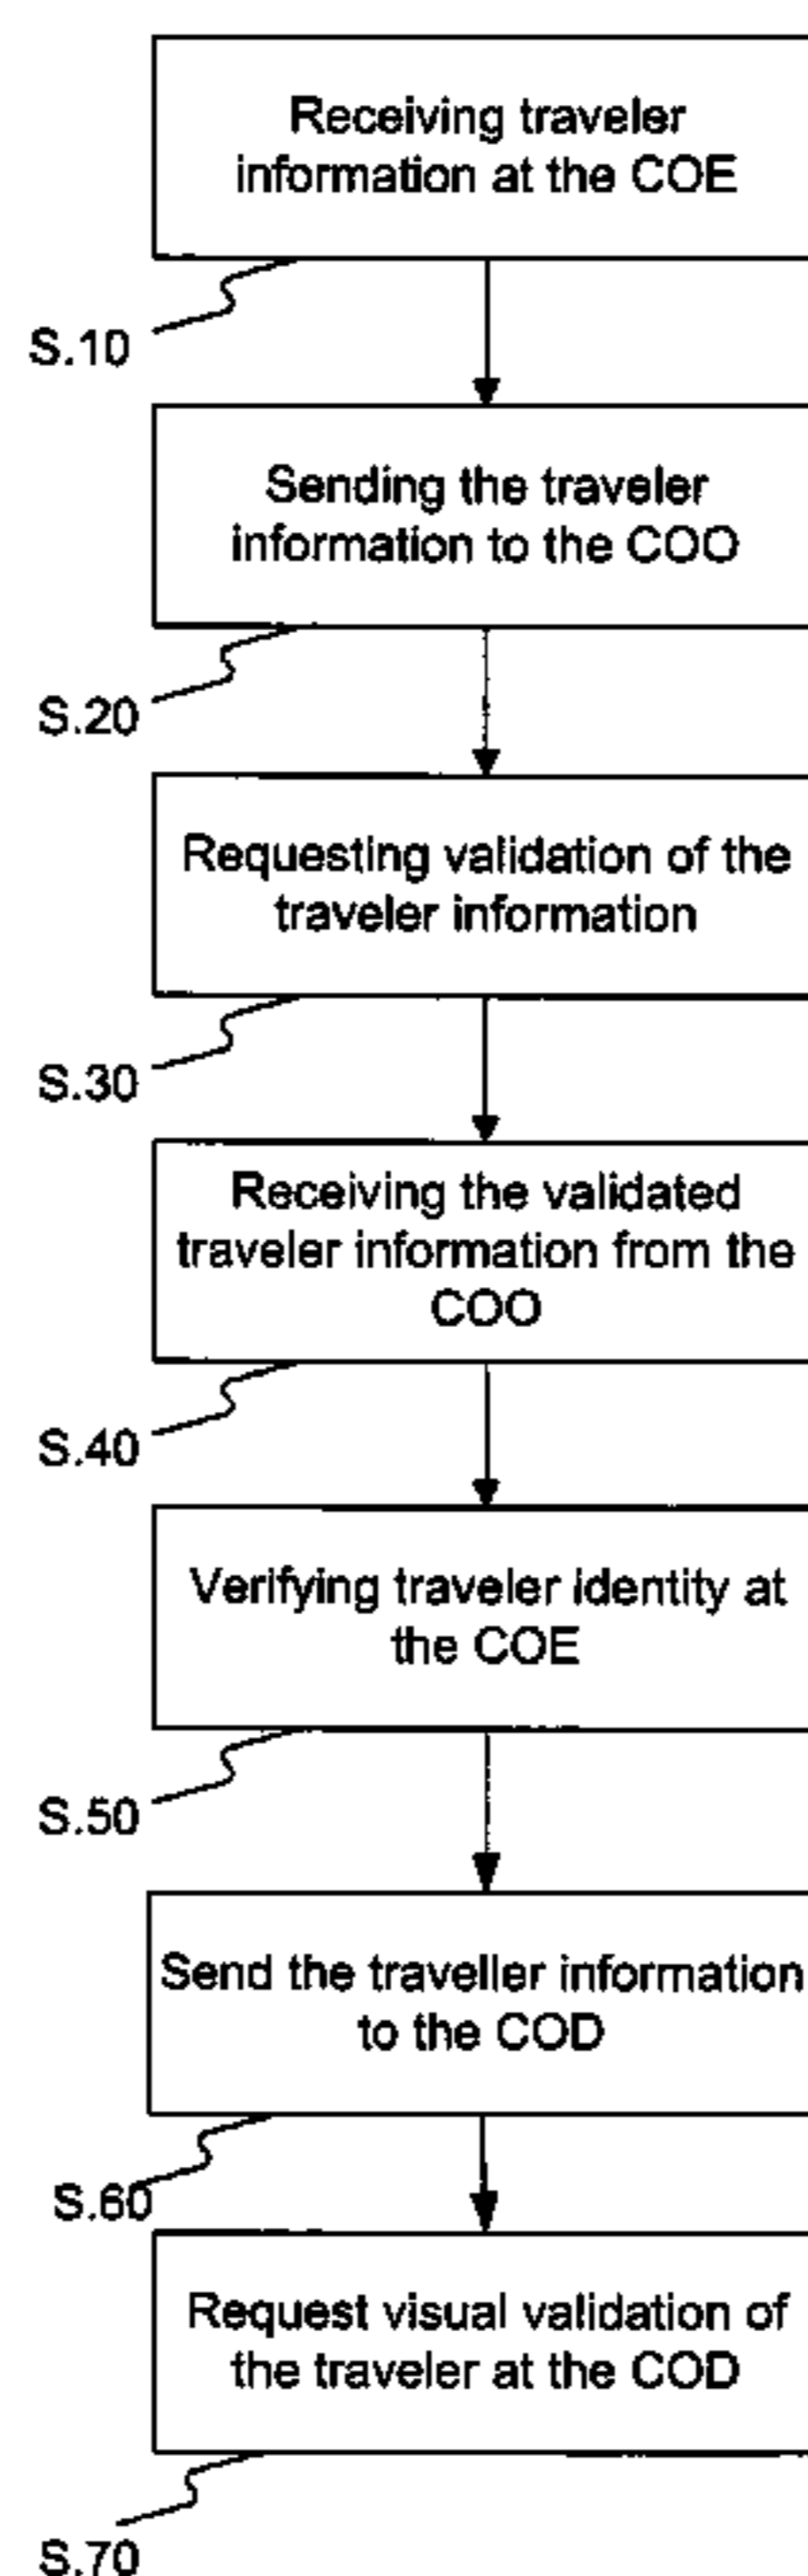 Receiving traveler
information at the COE
S.10
Sending the traveler
information to the COO
S.20
Requesting validation of the
traveler information
S.30
Receiving the validated
traveler information from the
COO
S.40
Verifying traveler identity at
the COE
S.50
Send the traveller information
to the COD
S.60
Request visual validation of
the traveler at the COD
S.70